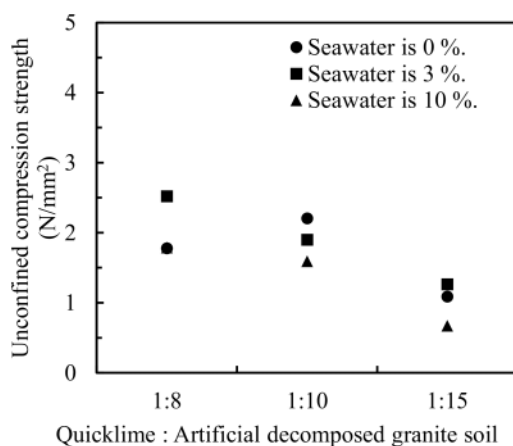 5
● Seawater is 0 %.
■ Seawater is 3 %.
▲ Seawater is 10 %.
4
3
2
1
0
Unconfined compression strength
(N/mm²)
1:8 1:10 1:15
Quicklime : Artificial decomposed granite soil